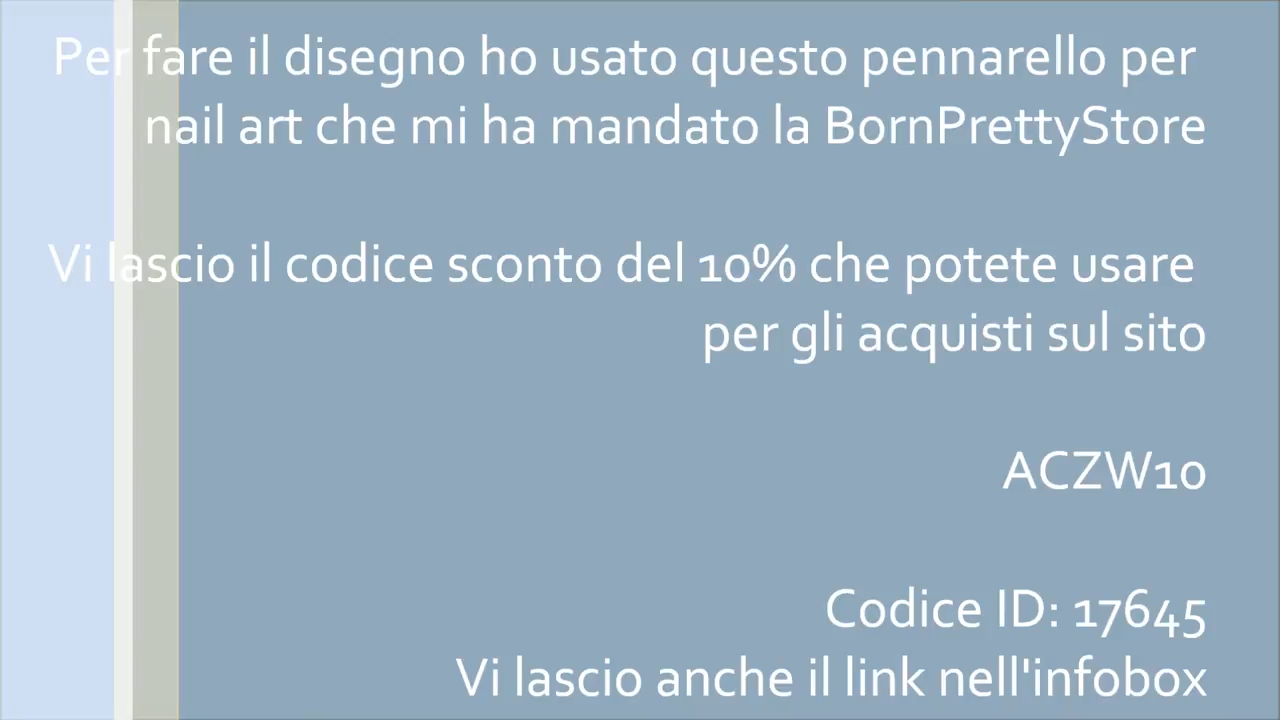 Per fare il disegno ho usato questo pennarello per
nail art che mi ha mandato la BornPrettyStore
Vi lascio il codice sconto del 10% che potete usare
per gli acquisti sul sito
ACZW10
Codice ID: 17645
Vi lascio anche il link nell'infobox